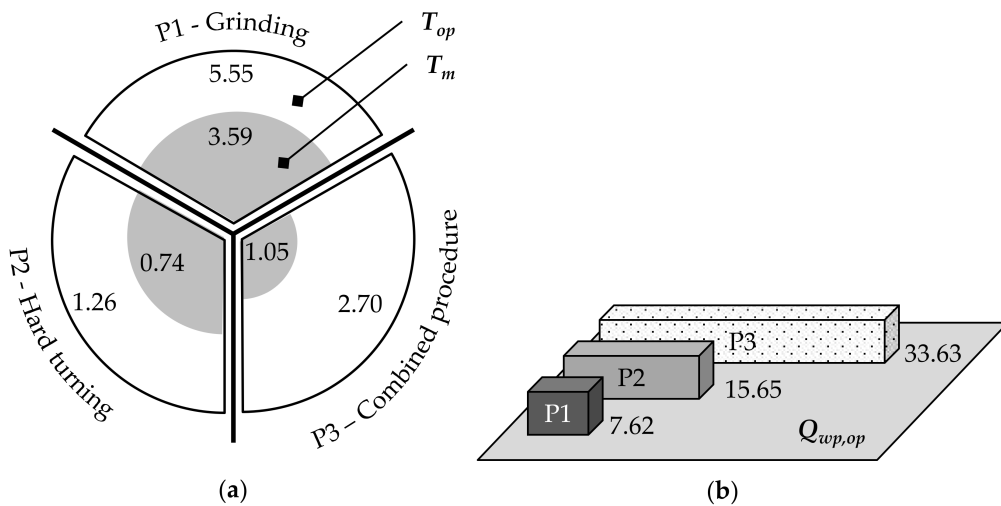 P1 - Grinding
5.55
3.59
T_op
T_m
P2 - Hard turning
0.74
1.26
P3 – Combined procedure
1.05
2.70
(a)
P3
33.63
P2
15.65
P1
7.62
Q_wp,op
(b)